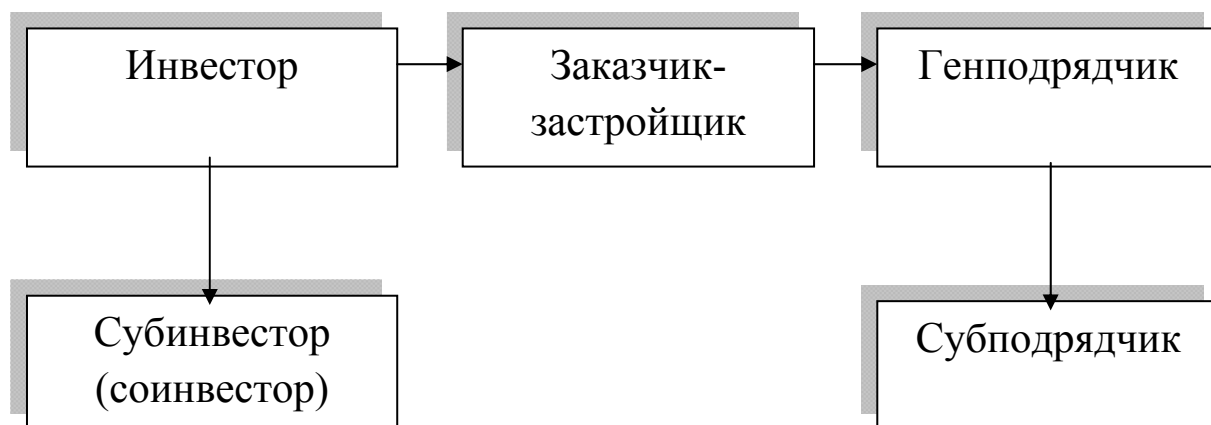 Инвестор
Заказчик-
застройщик
Генподрядчик
Субинвестор
(соинвестор)
Субподрядчик